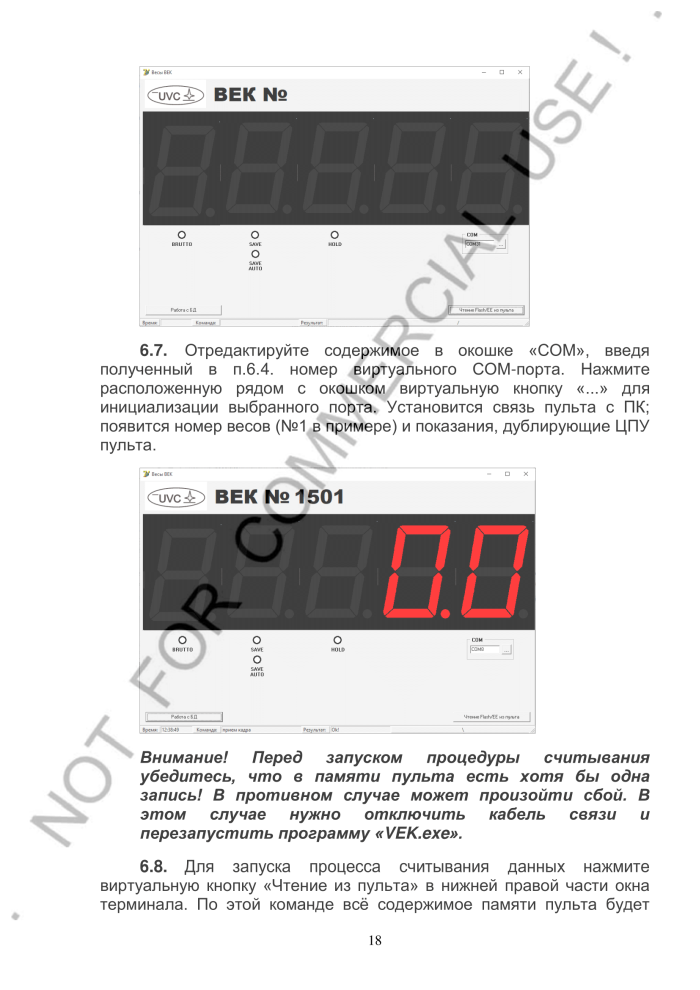 NOT FOR COMMERCIAL USE !
Весы ВЕК
UVC
ВЕК №
BRUTTO
SAVE
HOLD
COM
SAVE
AUTO
Работа с БД
Чтение Flash/EE из пульта
Время:
Команда:
Результат:
/
6.7. Отредактируйте содержимое в окошке «COM», введя
полученный в п.6.4. номер виртуального COM-порта. Нажмите
расположенную рядом с окошком виртуальную кнопку «...» для
инициализации выбранного порта. Установится связь пульта с ПК;
появится номер весов (№1 в примере) и показания, дублирующие ЦПУ
пульта.
Весы ВЕК
UVC
ВЕК № 1501
0.0
BRUTTO
SAVE
HOLD
COM
...
SAVE
AUTO
Работа с БД
Чтение Flash/EE из пульта
Время: 12:38:49 Команда: прием кадра Результат: Ok! \
Внимание! Перед запуском процедуры считывания
убедитесь, что в памяти пульта есть хотя бы одна
запись! В противном случае может произойти сбой. В
этом случае нужно отключить кабель связи и
перезапустить программу «VEK.exe».
6.8. Для запуска процесса считывания данных нажмите
виртуальную кнопку «Чтение из пульта» в нижней правой части окна
терминала. По этой команде всё содержимое памяти пульта будет
18